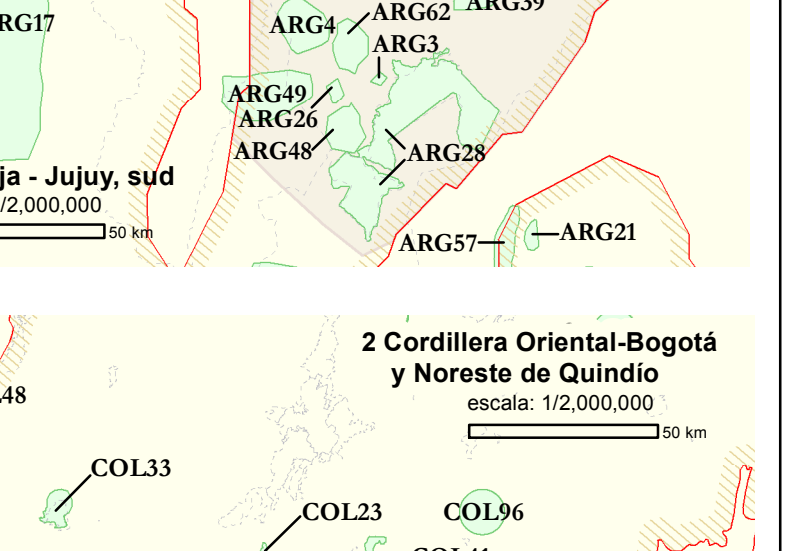 RG17
ARG4
ARG62
ARG39
ARG3
ARG49
ARG26
ARG48
ARG28
ja - Jujuy, sud
/2,000,000
50 km
ARG57
ARG21
2 Cordillera Oriental-Bogotá
y Noreste de Quindío
escala: 1/2,000,000
50 km
48
COL33
COL23
COL96